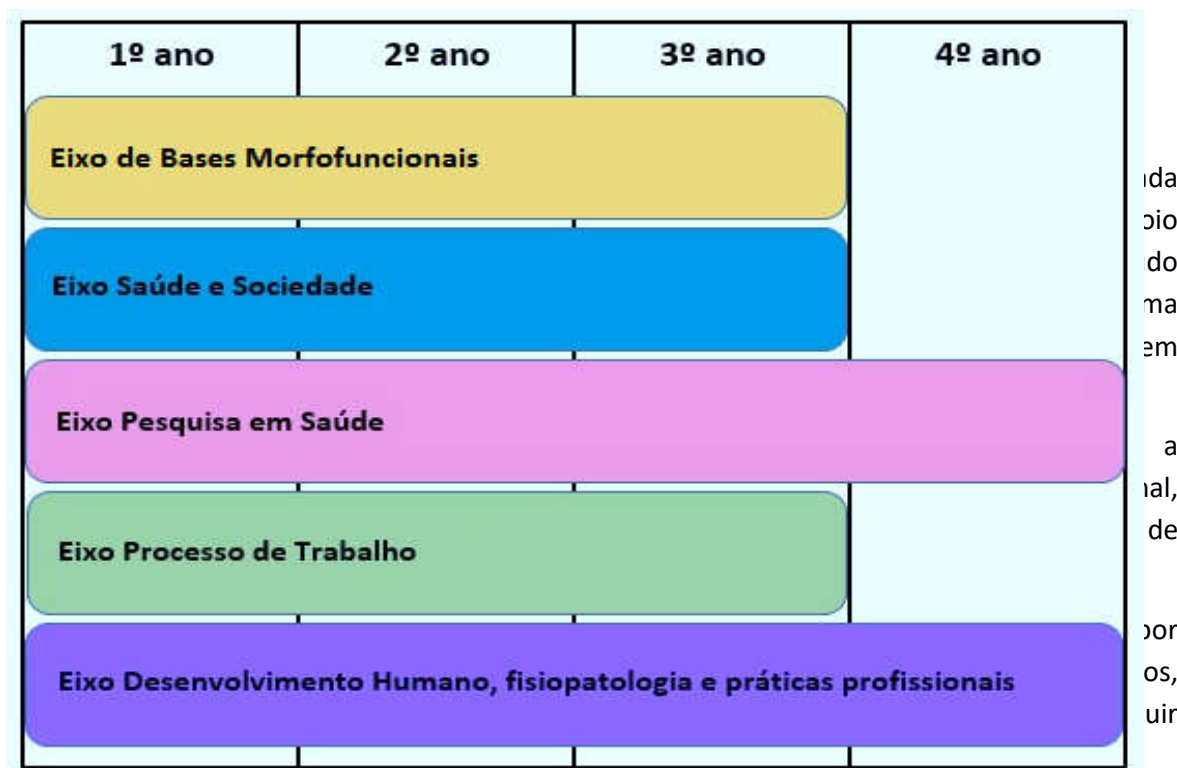 1º ano 2º ano 3º ano 4º ano
Eixo de Bases Morfofuncionais
Eixo Saúde e Sociedade
Eixo Pesquisa em Saúde
a
de
Eixo Processo de Trabalho
Eixo Desenvolvimento Humano, fisiopatologia e práticas profissionais